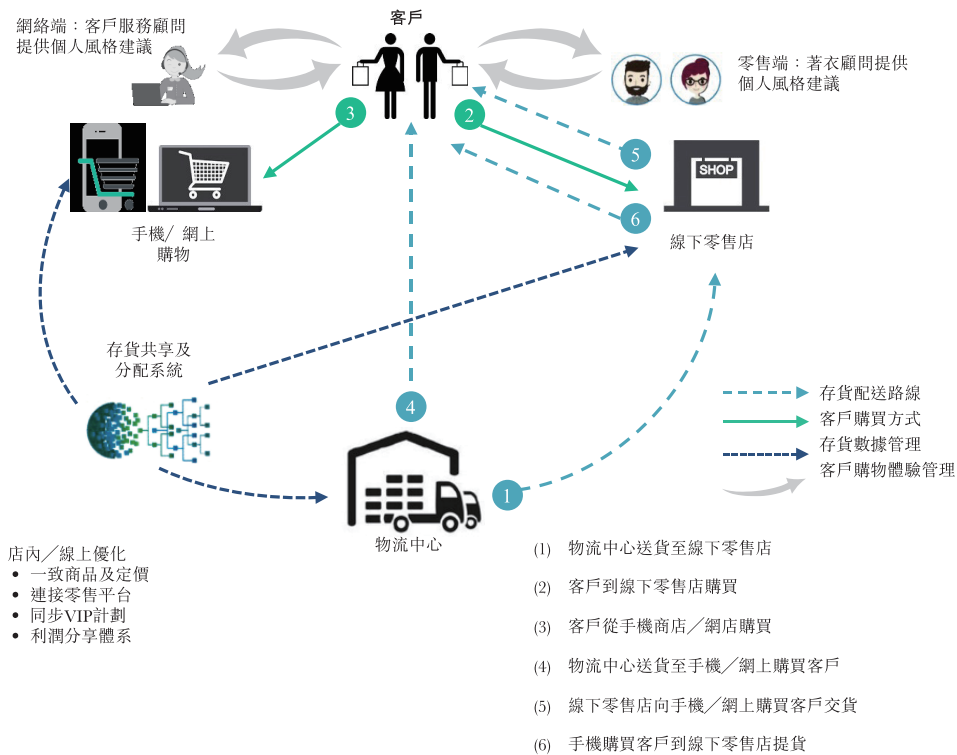 客戶
網絡端：客戶服務顧問
提供個人風格建議
零售端：著衣顧問提供
個人風格建議
3
2
5
SHOP
6
手機/ 網上
購物
線下零售店
存貨共享及
分配系統
4
存貨配送路線
客戶購買方式
存貨數據管理
客戶購物體驗管理
1
物流中心
店內／線上優化
• 一致商品及定價
• 連接零售平台
• 同步VIP計劃
• 利潤分享體系
(1) 物流中心送貨至線下零售店
(2) 客戶到線下零售店購買
(3) 客戶從手機商店／網店購買
(4) 物流中心送貨至手機／網上購買客戶
(5) 線下零售店向手機／網上購買客戶交貨
(6) 手機購買客戶到線下零售店提貨